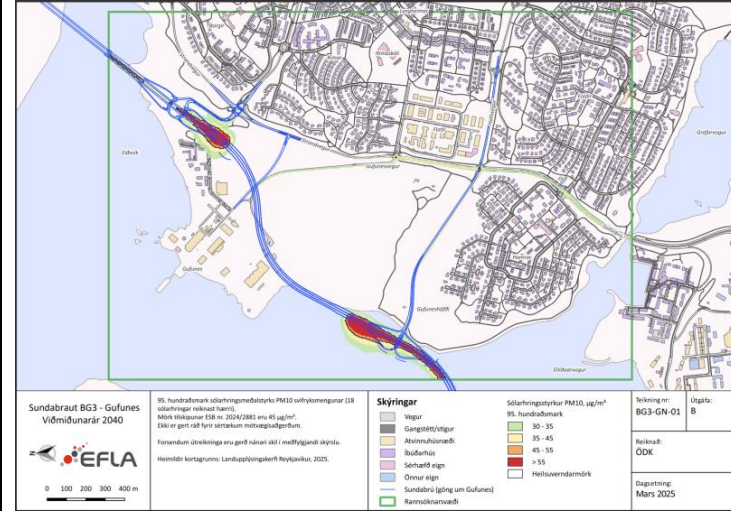 Eiðsvík
Strandvegur
Gufunesvegur
Gufunes
Hamrar
Gufuneshöfði
Elliðaárvogur
Grafarvogur
Sundabraut BG3 - Gufunes
Viðmiðunarár 2040
EFLA
0 100 200 300 400 m
95. hundraðsmark sólarhringsmeðalstyrks PM10 svifryksmengunar (18
sólarhringar reiknast hærri).
Mörk tilskipunar ESB nr. 2024/2881 eru 45 µg/m³.
Ekki er gert ráð fyrir sértækum mótvægisaðgerðum.
Forsendum útreikninga eru gerð nánari skil í meðfylgjandi skýrslu.
Heimildir kortagrunns: Landupplýsingakerfi Reykjavíkur, 2025.
Skýringar
Vegur
Gangstétt/stígur
Atvinnuhúsnæði
Íbúðarhús
Sérhæfð eign
Önnur eign
Sundabrú (göng um Gufunes)
Rannsóknarsvæði
Sólarhringsstyrkur PM10, µg/m³
95. hundraðsmark
30 - 35
35 - 45
45 - 55
> 55
Heilsuverndarmörk
Teikning nr:
BG3-GN-01
Útgáfa:
B
Reiknað:
ÖDK
Dagsetning:
Mars 2025